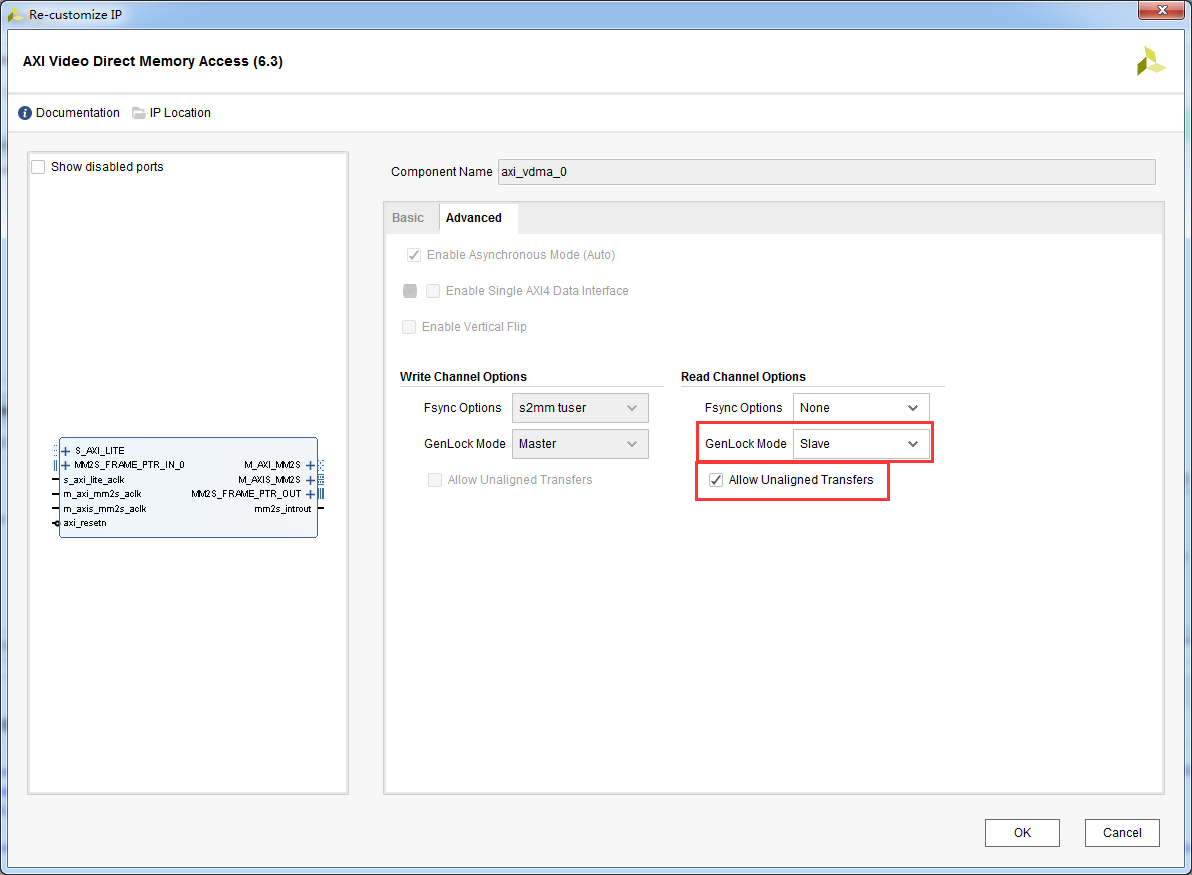 Re-customize IP
AXI Video Direct Memory Access (6.3)
Documentation IP Location
Show disabled ports
S_AXI_LITE
MM2S_FRAME_PTR_IN_0
s_axi_lite_aclk
m_axi_mm2s_aclk
m_axis_mm2s_aclk
axi_resetn
M_AXI_MM2S
M_AXIS_MM2S
MM2S_FRAME_PTR_OUT
mm2s_introut
Component Name axi_vdma_0
Basic Advanced
Enable Asynchronous Mode (Auto)
Enable Single AXI4 Data Interface
Enable Vertical Flip
Write Channel Options
Fsync Options s2mm tuser
GenLock Mode Master
Allow Unaligned Transfers
Read Channel Options
Fsync Options None
GenLock Mode Slave
Allow Unaligned Transfers
OK Cancel